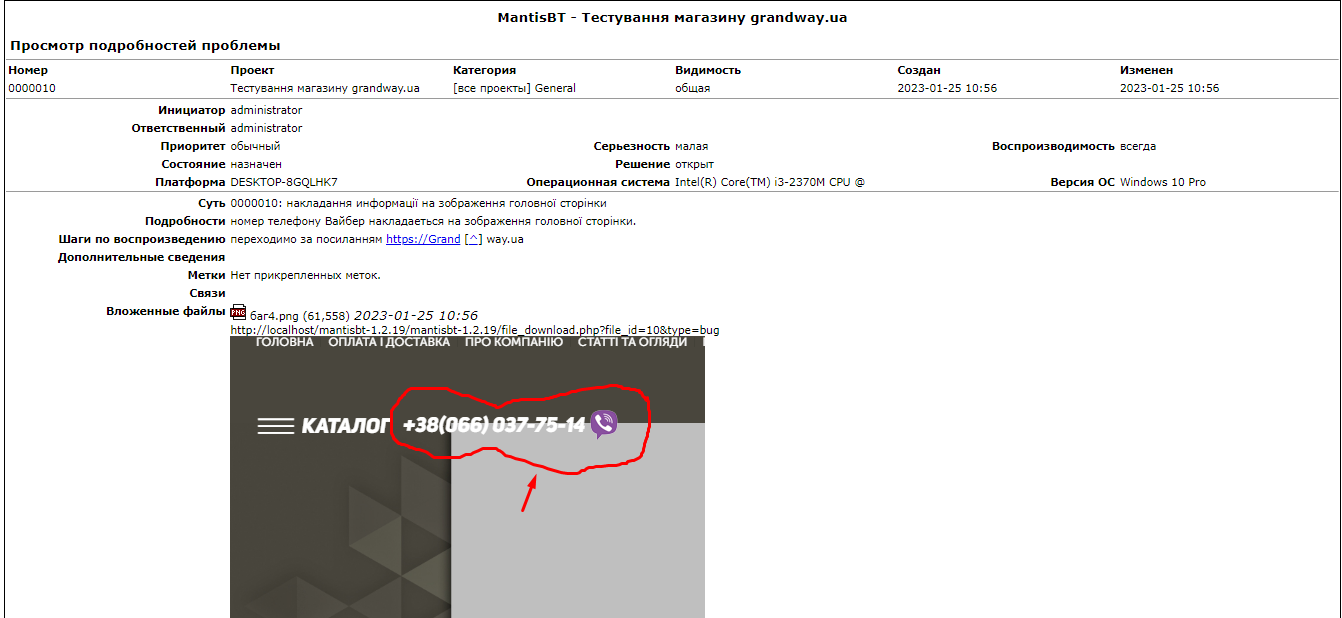 MantisBT - Тестування магазину grandway.ua
Просмотр подробностей проблемы
Номер Проект Категория Видимость Создан Изменен
0000010 Тестування магазину grandway.ua [все проекты] General общая 2023-01-25 10:56 2023-01-25 10:56
Инициатор administrator
Ответственный administrator
Приоритет обычный Серьезность малая Воспроизводимость всегда
Состояние назначен Решение открыт
Платформа DESKTOP-8GQLHK7 Операционная система Intel(R) Core(TM) i3-2370M CPU @ Версия ОС Windows 10 Pro
Суть 0000010: накладання информації на зображення головної сторінки
Подробности номер телефону Вайбер накладаеться на зображення головної сторінки.
Шаги по воспроизведению переходимо за посиланням https://Grand [^] way.ua
Дополнительные сведения
Метки Нет прикрепленных меток.
Связи
Вложенные файлы PNG баг4.png (61,558) 2023-01-25 10:56
http://localhost/mantisbt-1.2.19/mantisbt-1.2.19/file_download.php?file_id=10&type=bug
ГОЛОВНА ОПЛАТА І ДОСТАВКА ПРО КОМПАНІЮ СТАТТІ ТА ОГЛЯДИ
КАТАЛОГ +38(066) 037-75-14